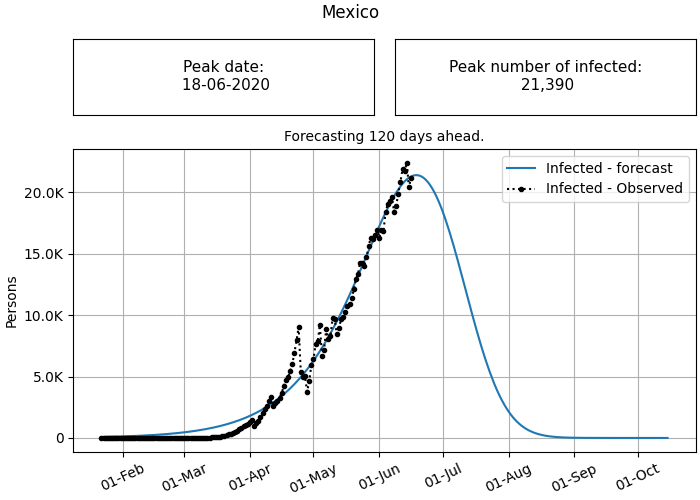 Mexico
Peak date:
18-06-2020
Peak number of infected:
21,390
Forecasting 120 days ahead.
Infected - forecast
Infected - Observed
Persons
20.0K
15.0K
10.0K
5.0K
0
01-Feb
01-Mar
01-Apr
01-May
01-Jun
01-Jul
01-Aug
01-Sep
01-Oct